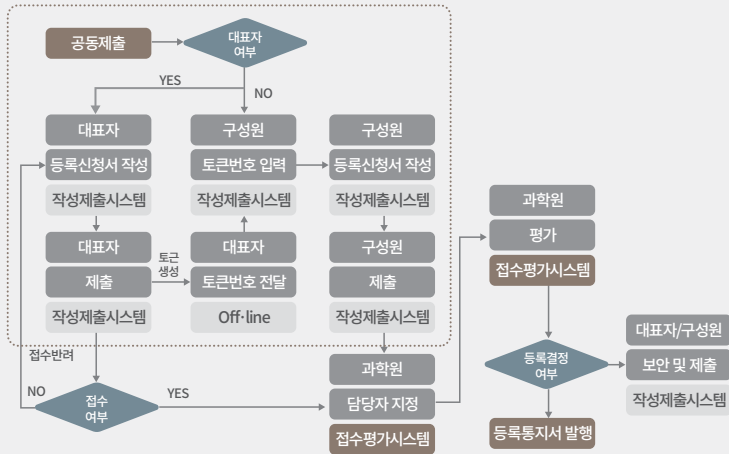 공동제출
대표자
여부
YES
NO
대표자
등록신청서 작성
작성제출시스템
구성원
토큰번호 입력
작성제출시스템
구성원
등록신청서 작성
작성제출시스템
대표자
제출
작성제출시스템
토근
생성
대표자
토큰번호 전달
Off·line
구성원
제출
작성제출시스템
접수반려
NO
접수
여부
YES
과학원
담당자 지정
접수평가시스템
과학원
평가
접수평가시스템
등록결정
여부
대표자/구성원
보안 및 제출
작성제출시스템
등록통지서 발행